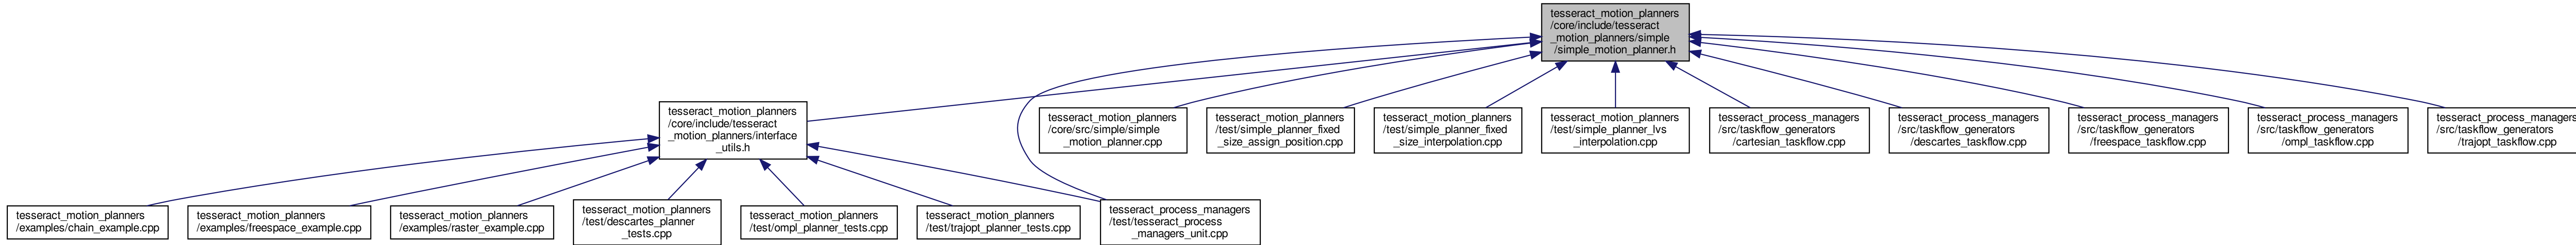 tesseract_motion_planners
/core/include/tesseract
_motion_planners/simple
/simple_motion_planner.h
tesseract_motion_planners
/core/include/tesseract
_motion_planners/interface
_utils.h
tesseract_motion_planners
/core/src/simple/simple
_motion_planner.cpp
tesseract_motion_planners
/test/simple_planner_fixed
_size_assign_position.cpp
tesseract_motion_planners
/test/simple_planner_fixed
_size_interpolation.cpp
tesseract_motion_planners
/test/simple_planner_lvs
_interpolation.cpp
tesseract_process_managers
/src/taskflow_generators
/cartesian_taskflow.cpp
tesseract_process_managers
/src/taskflow_generators
/descartes_taskflow.cpp
tesseract_process_managers
/src/taskflow_generators
/freespace_taskflow.cpp
tesseract_process_managers
/src/taskflow_generators
/ompl_taskflow.cpp
tesseract_process_managers
/src/taskflow_generators
/trajopt_taskflow.cpp
tesseract_motion_planners
/examples/chain_example.cpp
tesseract_motion_planners
/examples/freespace_example.cpp
tesseract_motion_planners
/examples/raster_example.cpp
tesseract_motion_planners
/test/descartes_planner
_tests.cpp
tesseract_motion_planners
/test/ompl_planner_tests.cpp
tesseract_motion_planners
/test/trajopt_planner_tests.cpp
tesseract_process_managers
/test/tesseract_process
_managers_unit.cpp